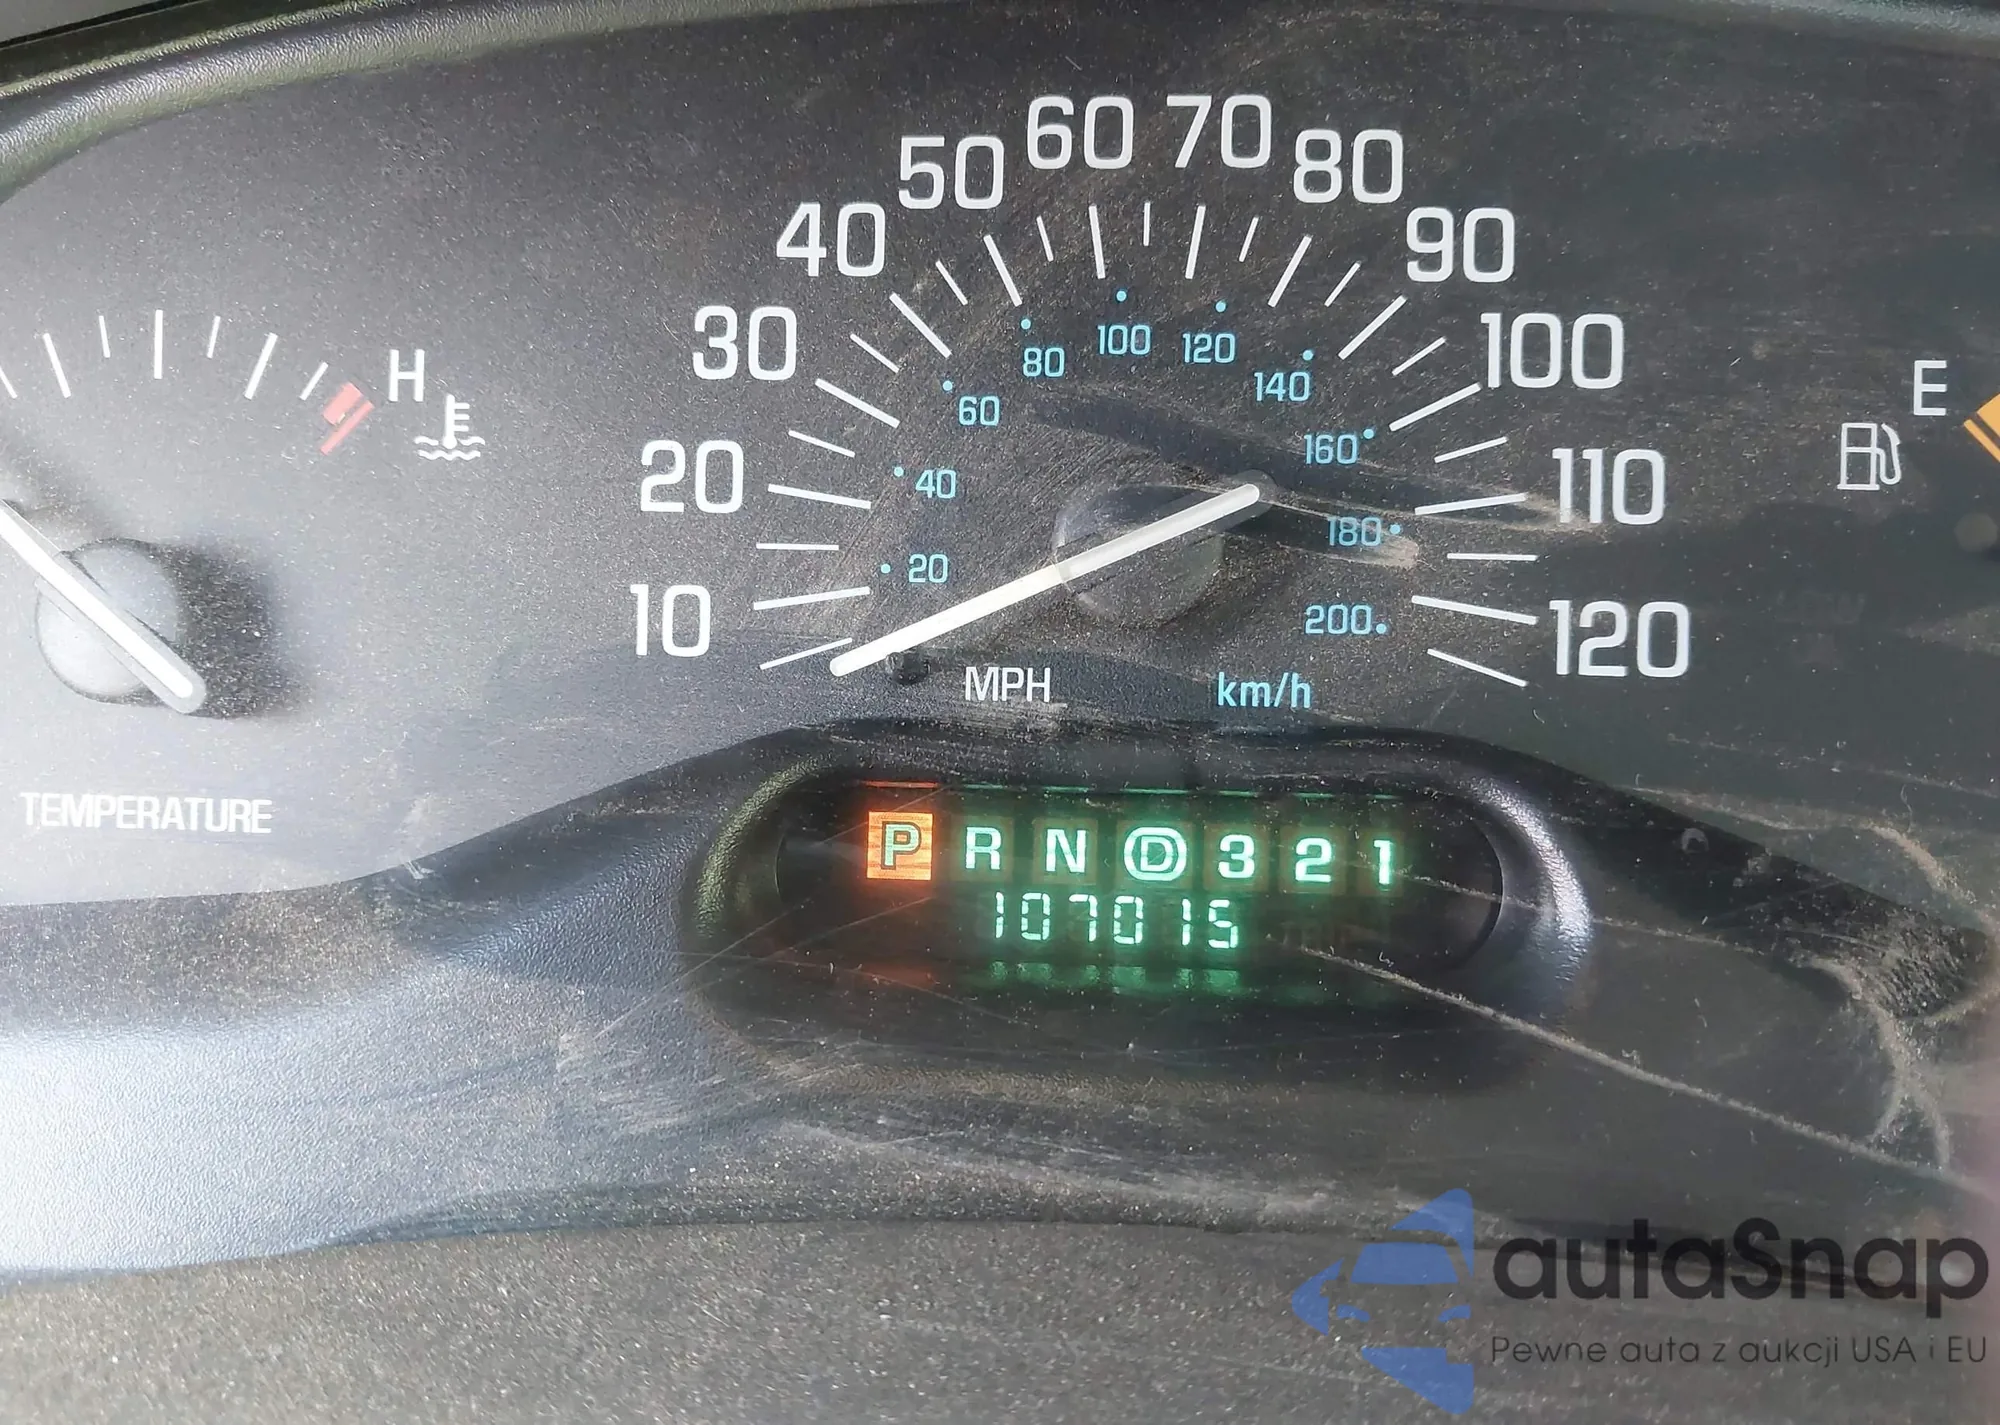 60 70
50 80
40 90
30 100
80 100 120 140
60 160
20 110
40 180
10 120
20 200
H
E
MPH km/h
TEMPERATURE
P R N D 3 2 1
107015
autaSnap
Pewne auta z aukcji USA i EU